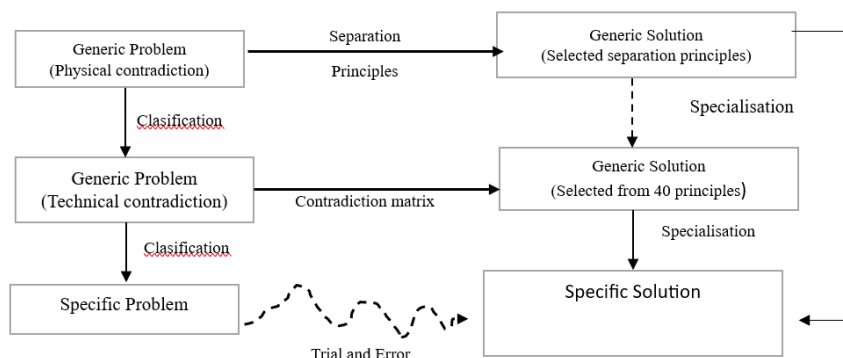 Generic Problem
(Physical contradiction)
Separation
Principles
Generic Solution
(Selected separation principles)
Clasification
Specialisation
Generic Problem
(Technical contradiction)
Contradiction matrix
Generic Solution
(Selected from 40 principles)
Clasification
Specialisation
Specific Problem
Trial and Error
Specific Solution